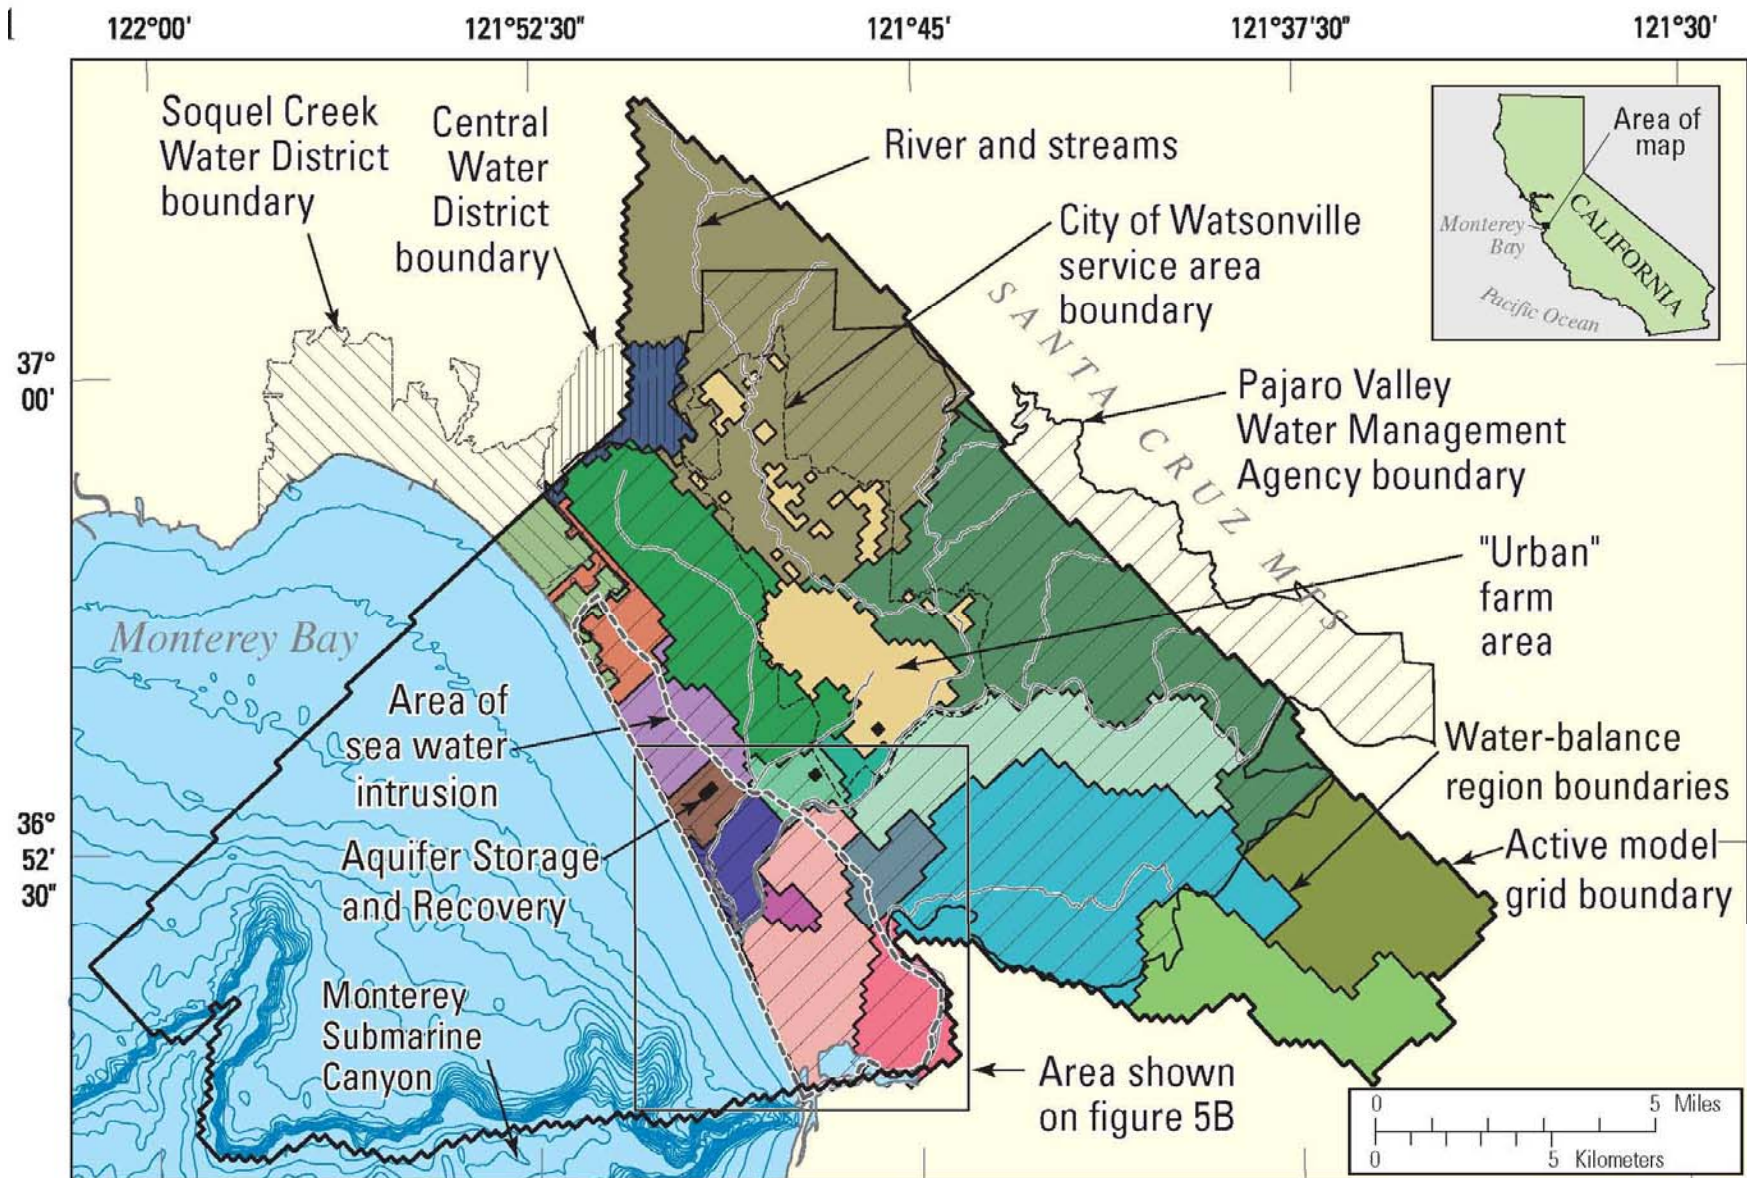 122°00'
121°52'30"
121°45'
121°37'30"
121°30'
Soquel Creek
Water District
boundary
Central
Water
District
boundary
River and streams
City of Watsonville
service area
boundary
Area of
map
CALIFORNIA
Monterey
Bay
Pacific Ocean
SANTA CRUZ MTS
37°
00'
Pajaro Valley
Water Management
Agency boundary
"Urban"
farm
area
Monterey Bay
Area of
sea water
intrusion
Water-balance
region boundaries
36°
52'
30"
Aquifer Storage
and Recovery
Active model
grid boundary
Monterey
Submarine
Canyon
Area shown
on figure 5B
0 5 Miles
0 5 Kilometers